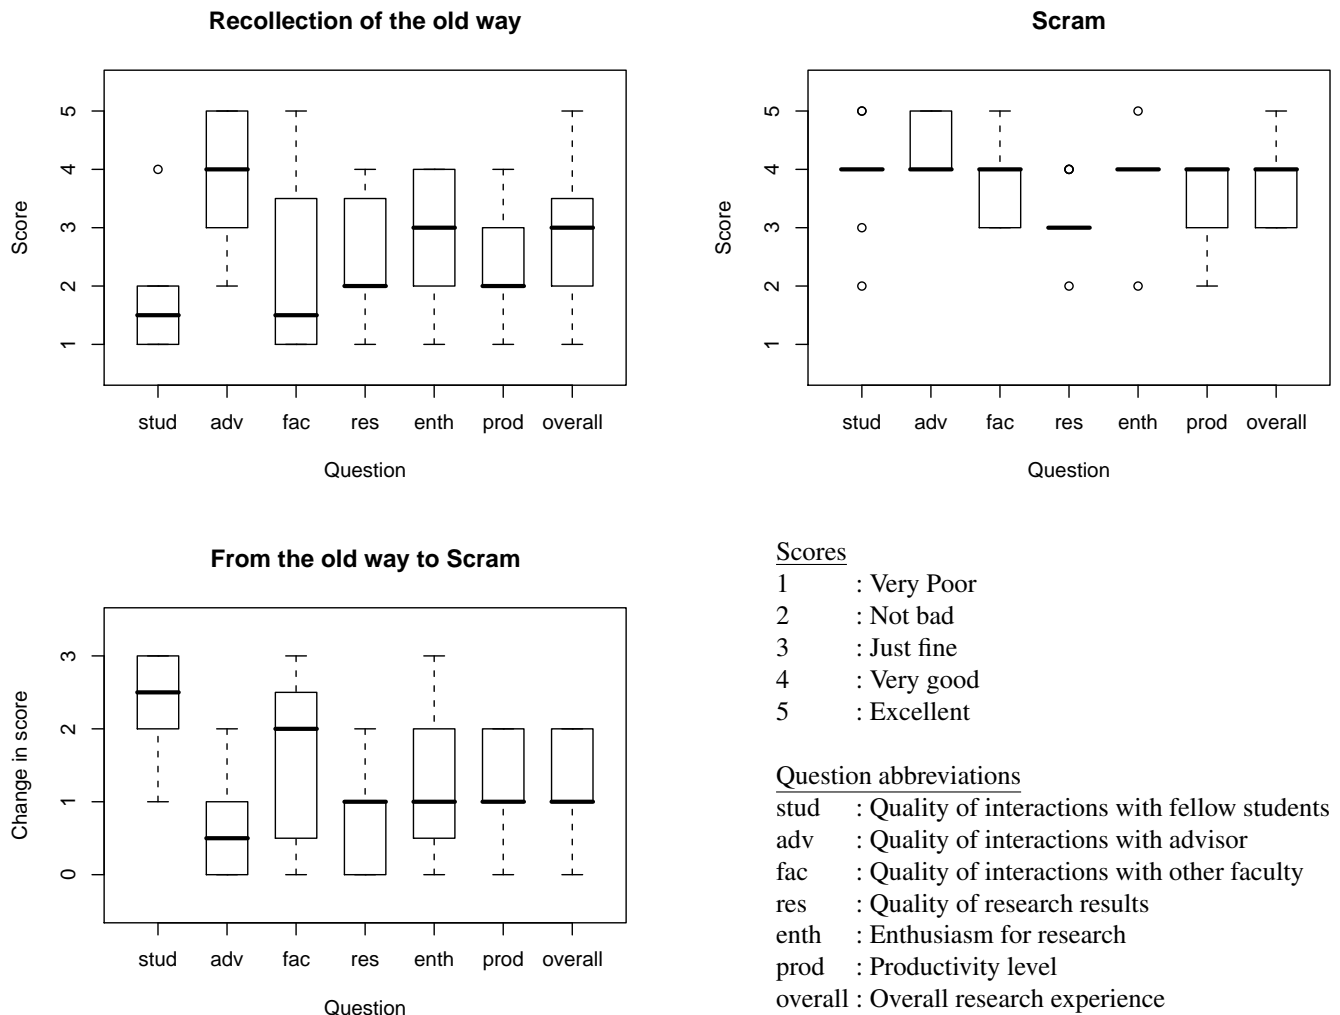 Recollection of the old way
Score
5
4
3
2
1
stud adv fac res enth prod overall
Question
Scram
Score
5
4
3
2
1
stud adv fac res enth prod overall
Question
From the old way to Scram
Change in score
3
2
1
0
stud adv fac res enth prod overall
Question
Scores
1 : Very Poor
2 : Not bad
3 : Just fine
4 : Very good
5 : Excellent
Question abbreviations
stud : Quality of interactions with fellow students
adv : Quality of interactions with advisor
fac : Quality of interactions with other faculty
res : Quality of research results
enth : Enthusiasm for research
prod : Productivity level
overall : Overall research experience